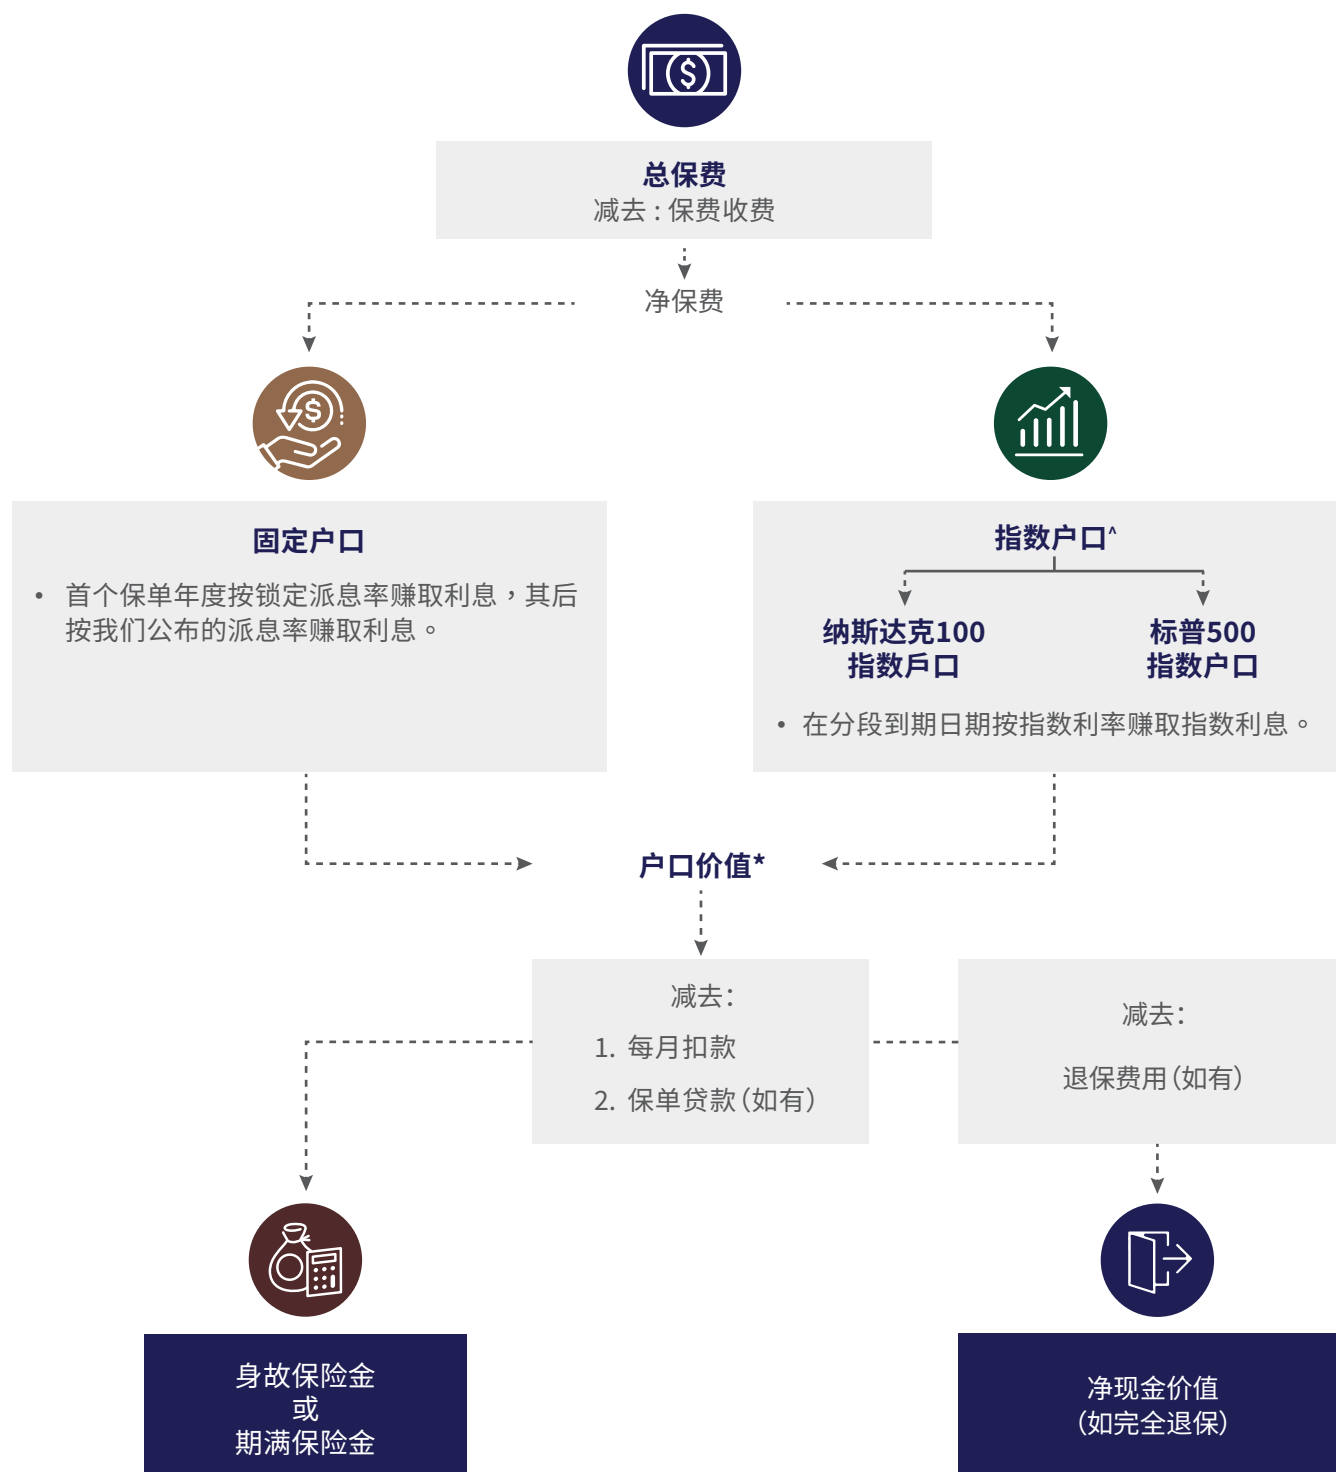 总保费
减去 : 保费收费
净保费
固定户口
• 首个保单年度按锁定派息率赚取利息，其后
按我们公布的派息率赚取利息。
指数户口^
纳斯达克100
指数戶口
标普500
指数户口
• 在分段到期日期按指数利率赚取指数利息。
户口价值*
减去：
1. 每月扣款
2. 保单贷款（如有）
减去：
退保费用（如有）
身故保险金
或
期满保险金
净现金价值
（如完全退保）